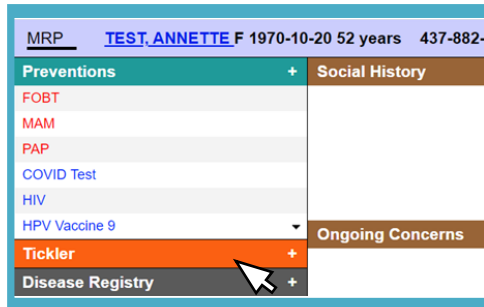 MRP TEST, ANNETTE F 1970-10-20 52 years 437-882-
Preventions +
Social History
FOBT
MAM
PAP
COVID Test
HIV
HPV Vaccine 9
Ongoing Concerns
Tickler +
Disease Registry +